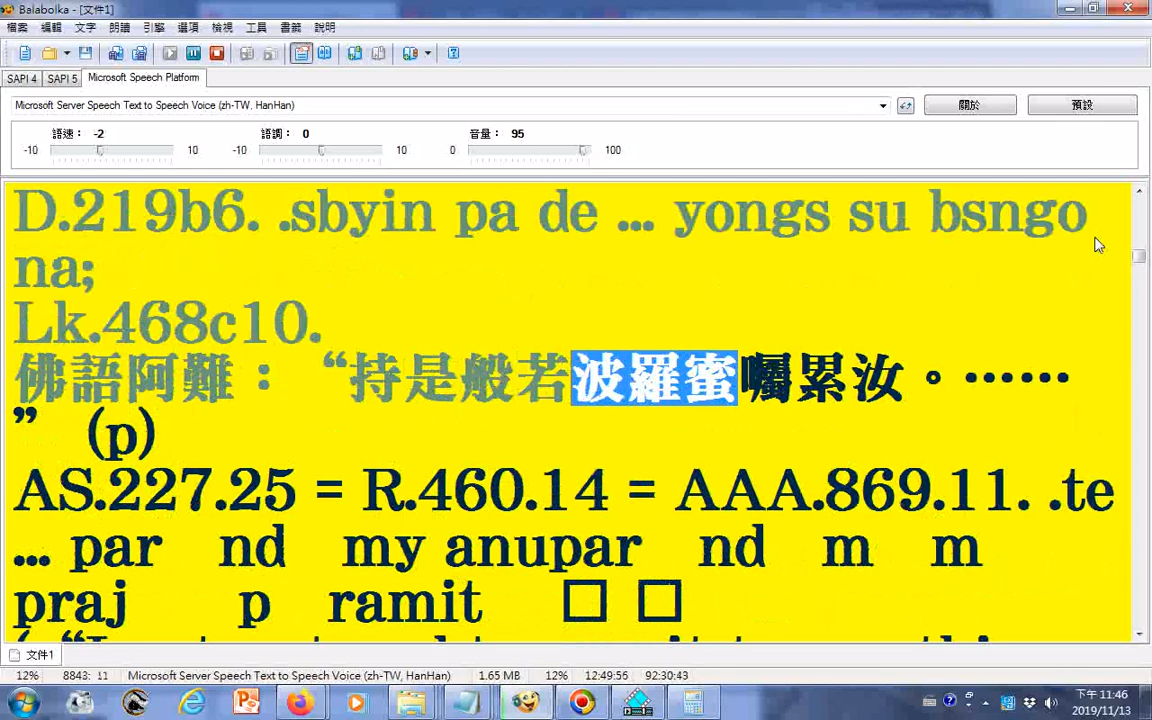 Balabolka - [文件1]
檔案 編輯 文字 朗讀 引擎 選項 檢視 工具 書籤 說明
SAPI 4 SAPI 5 Microsoft Speech Platform
Microsoft Server Speech Text to Speech Voice (zh-TW, HanHan) 關於 預設
語速： -2 語調： 0 音量： 95
-10 10 -10 10 0 100
D.219b6. .sbyin pa de ... yongs su bsngo
na;
Lk.468c10.
佛語阿難：“持是般若波羅蜜囑累汝。……
” (p)
AS.227.25 = R.460.14 = AAA.869.11. .te
... par nd my anupar nd m m
praj p ramit □ □
文件1
12% 8843: 11 Microsoft Server Speech Text to Speech Voice (zh-TW, HanHan) 1.65 MB 12% 12:49:56 92:30:43
下午 11:46
2019/11/13